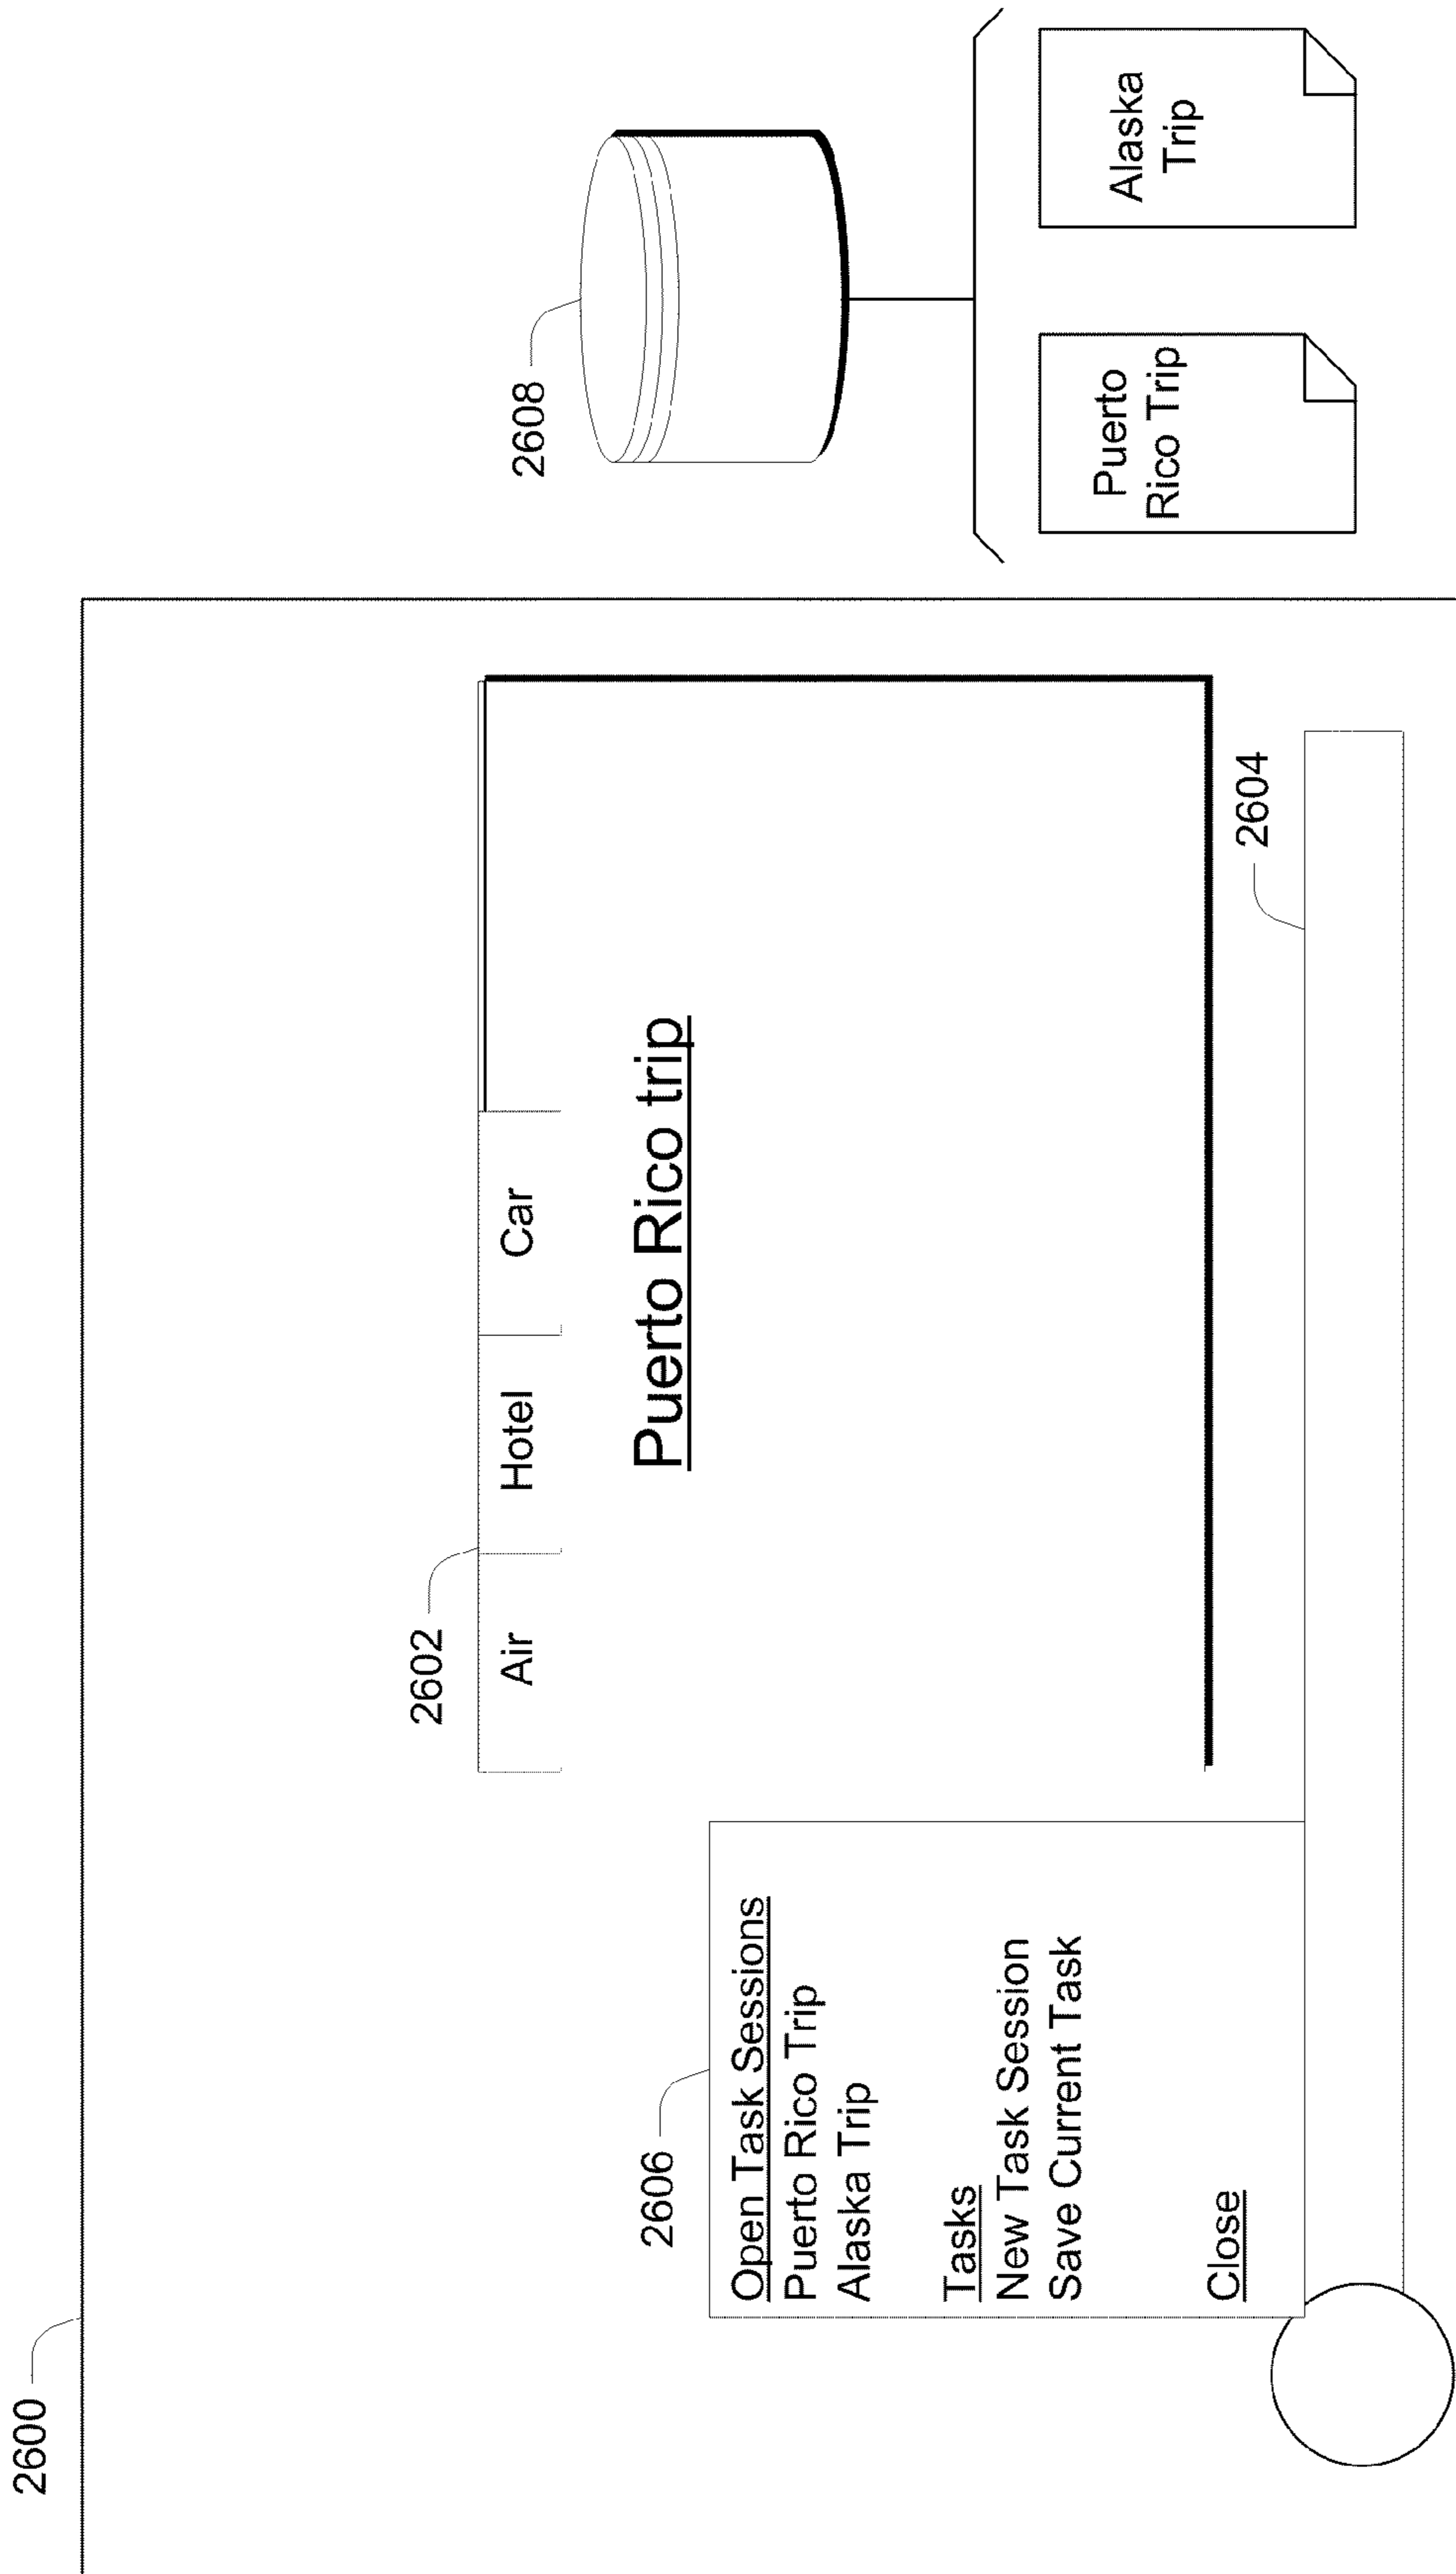 2600
2602
Air
Hotel
Car
Puerto Rico trip
2606
Open Task Sessions
Puerto Rico Trip
Alaska Trip
Tasks
New Task Session
Save Current Task
Close
2604
2608
Puerto
Rico Trip
Alaska
Trip